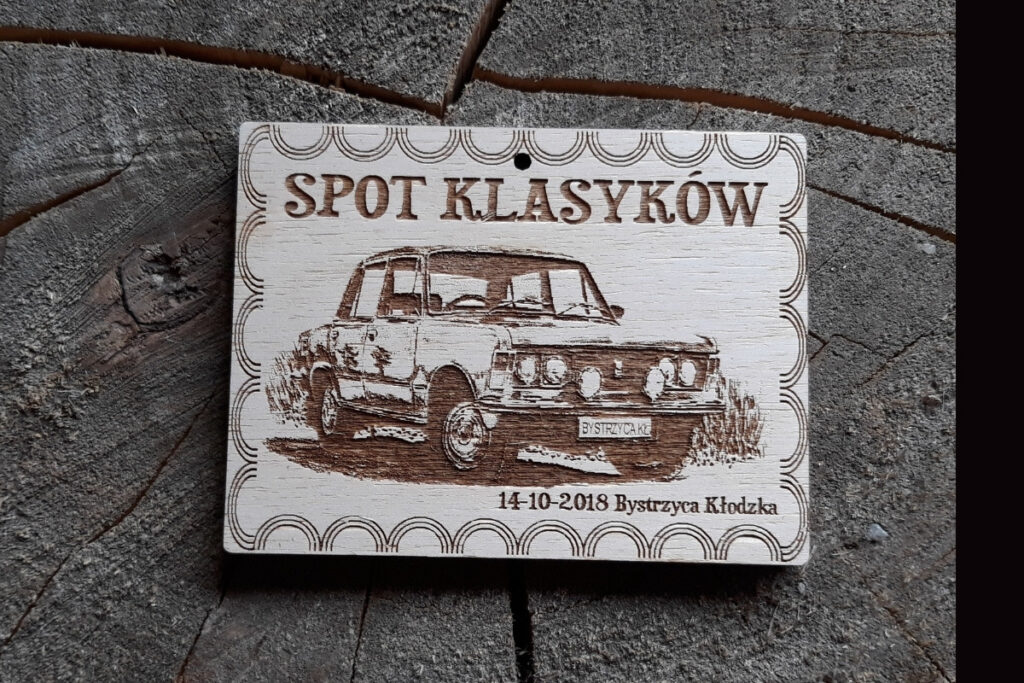 SPOT KLASYKÓW
BYSTRZYCA KŁ
14-10-2018 Bystrzyca Kłodzka